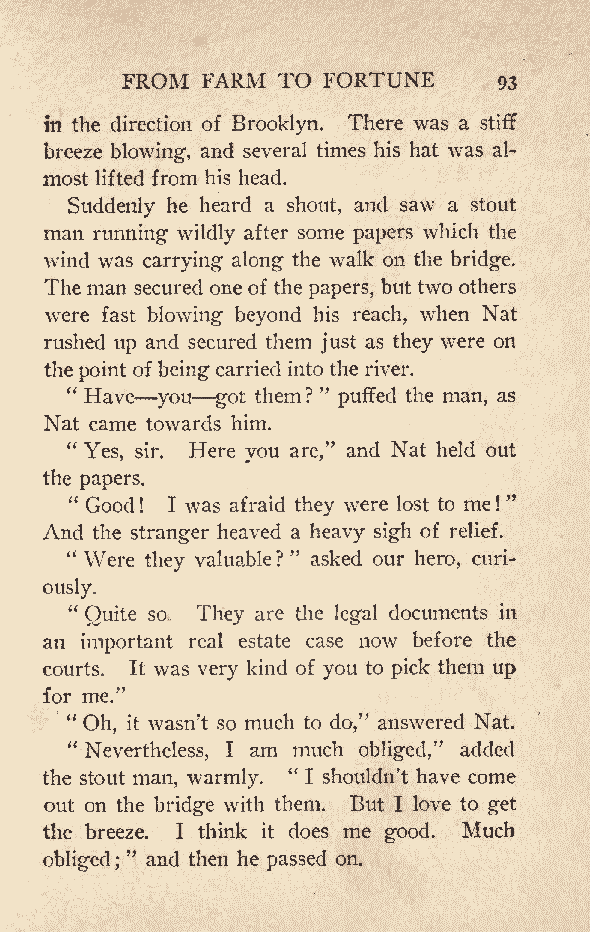 FROM FARM TO FORTUNE 93
in the direction of Brooklyn. There was a stiff
breeze blowing, and several times his hat was al-
most lifted from his head.
Suddenly he heard a shout, and saw a stout
man running wildly after some papers which the
wind was carrying along the walk on the bridge.
The man secured one of the papers, but two others
were fast blowing beyond his reach, when Nat
rushed up and secured them just as they were on
the point of being carried into the river.
“ Have—you—got them? ” puffed the man, as
Nat came towards him.
“ Yes, sir. Here you are,” and Nat held out
the papers.
“ Good! I was afraid they were lost to me! ”
And the stranger heaved a heavy sigh of relief.
“ Were they valuable? ” asked our hero, curi-
ously.
“ Quite so. They are the legal documents in
an important real estate case now before the
courts. It was very kind of you to pick them up
for me.”
“ Oh, it wasn’t so much to do,” answered Nat.
“ Nevertheless, I am much obliged,” added
the stout man, warmly. “ I shouldn’t have come
out on the bridge with them. But I love to get
the breeze. I think it does me good. Much
obliged; ” and then he passed on.